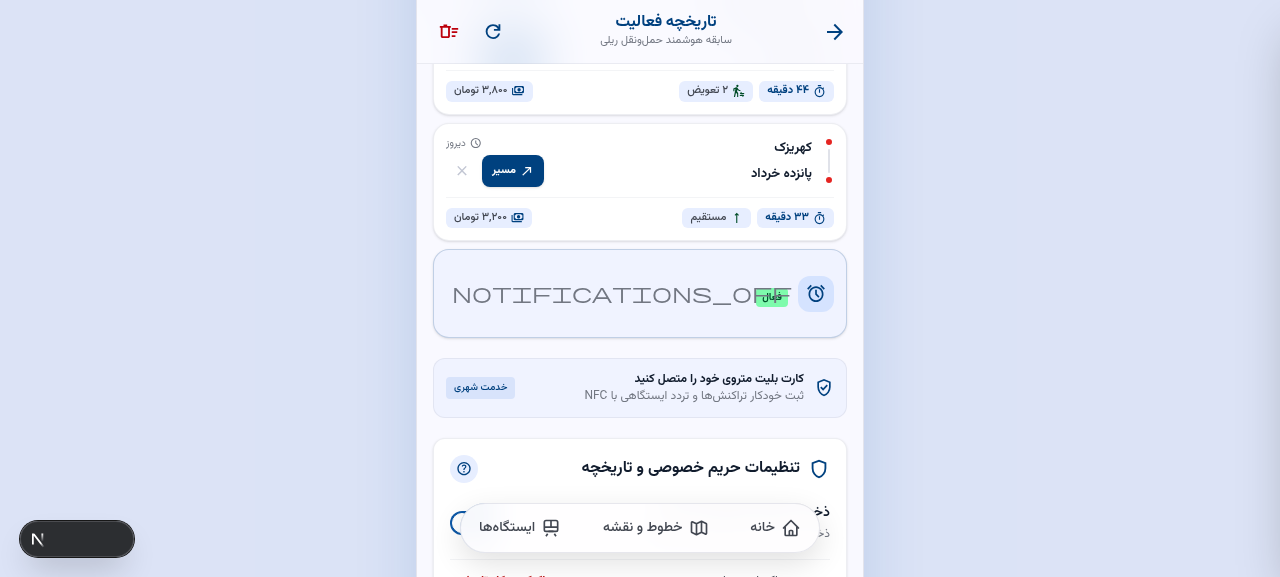 تاریخچه فعالیت
سابقه هوشمند حمل‌ونقل ریلی
۴۴ دقیقه
۲ تعویض
۳,۸۰۰ تومان
کهریزک
پانزده خرداد
دیروز
مسیر
۳۳ دقیقه
مستقیم
۳,۲۰۰ تومان
NOTIFICATIONS_OFF
فعال
کارت بلیت متروی خود را متصل کنید
ثبت خودکار تراکنش‌ها و تردد ایستگاهی با NFC
خدمت شهری
تنظیمات حریم خصوصی و تاریخچه
خانه
خطوط و نقشه
ایستگاه‌ها
N